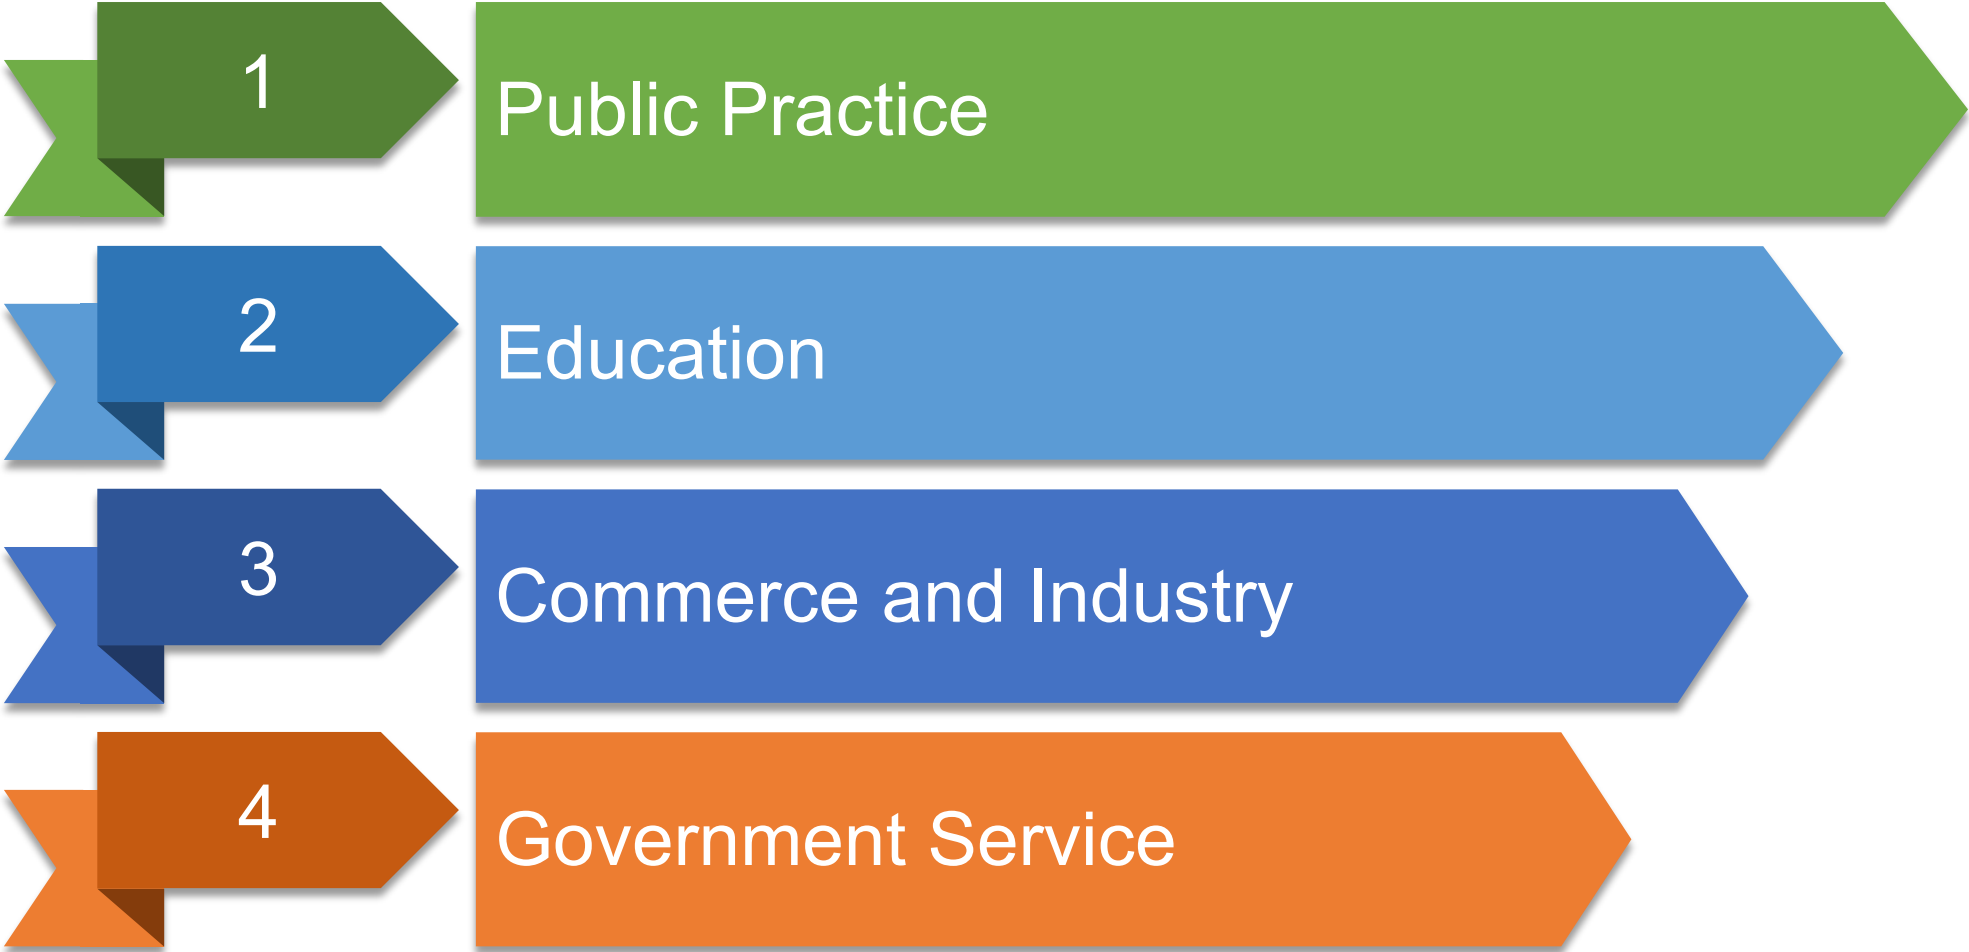 1
Public Practice
2
Education
3
Commerce and Industry
4
Government Service